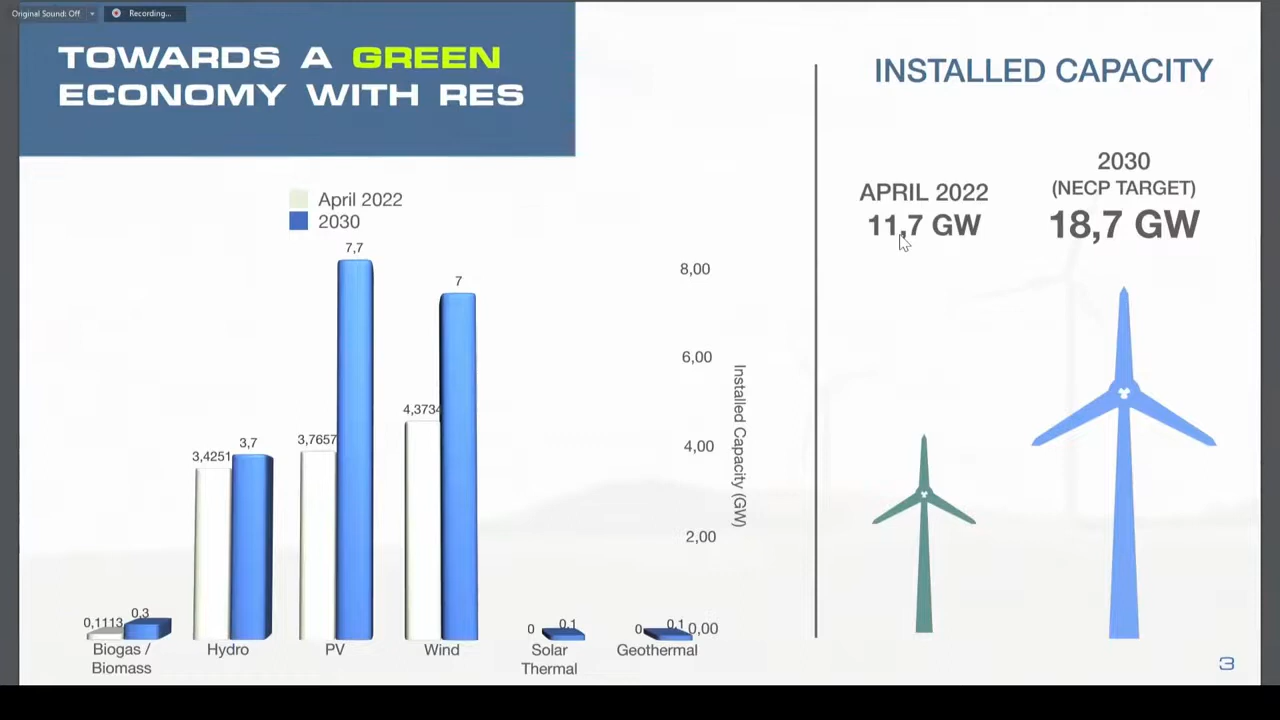 Original Sound: Off
Recording...
TOWARDS A GREEN
ECONOMY WITH RES
April 2022
2030
7,7
7
4,3734
3,7657
3,7
3,4251
0,3
0,1113
0
0,1
0
0,1
8,00
6,00
4,00
2,00
0,00
Installed Capacity (GW)
Biogas /
Biomass
Hydro
PV
Wind
Solar
Thermal
Geothermal
INSTALLED CAPACITY
APRIL 2022
11,7 GW
2030
(NECP TARGET)
18,7 GW
3